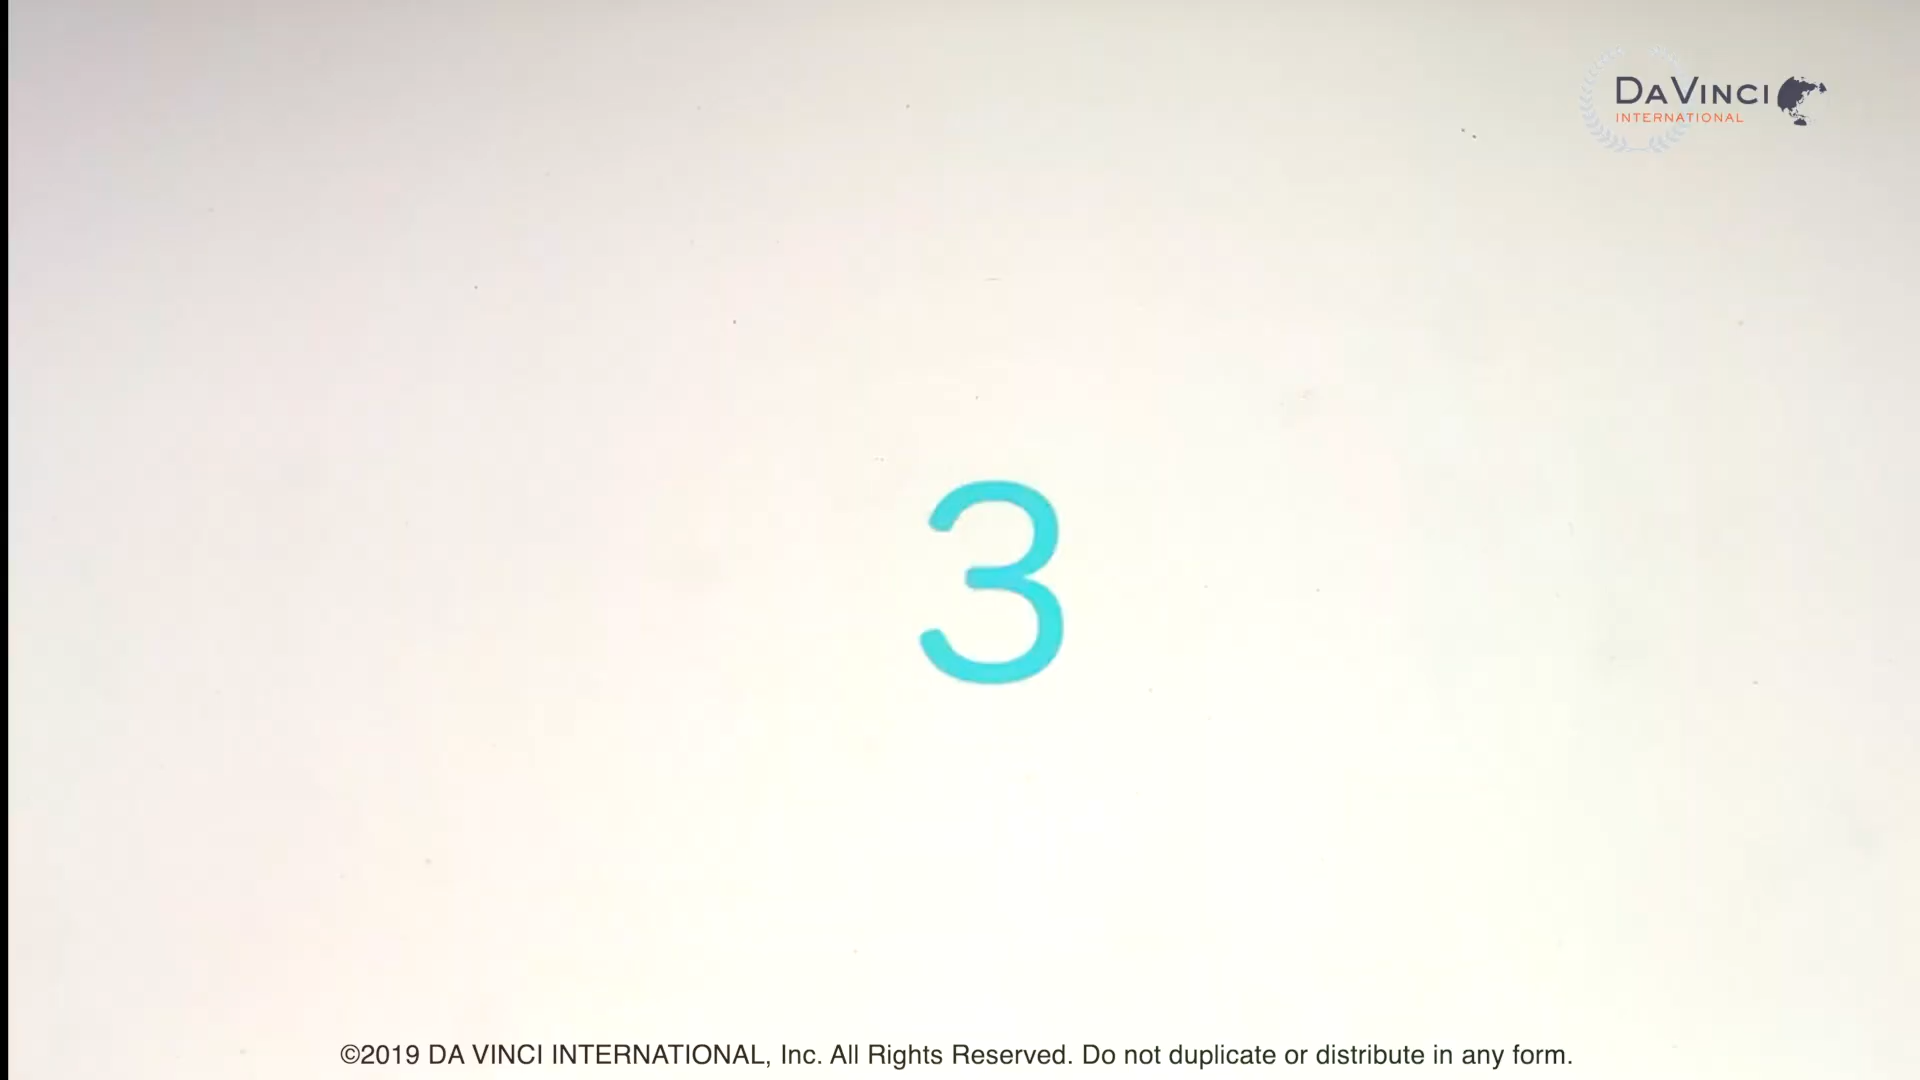 DAVINCI
INTERNATIONAL
3
©2019 DA VINCI INTERNATIONAL, Inc. All Rights Reserved. Do not duplicate or distribute in any form.